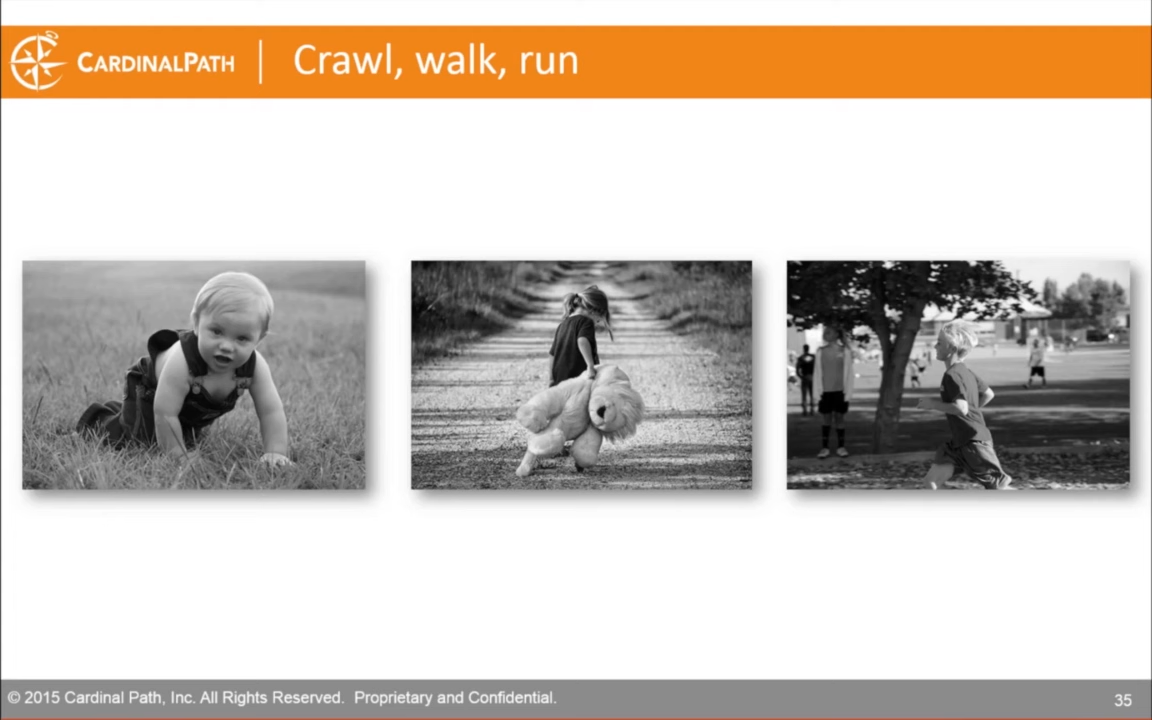 CARDINALPATH
Crawl, walk, run
© 2015 Cardinal Path, Inc. All Rights Reserved. Proprietary and Confidential.
35